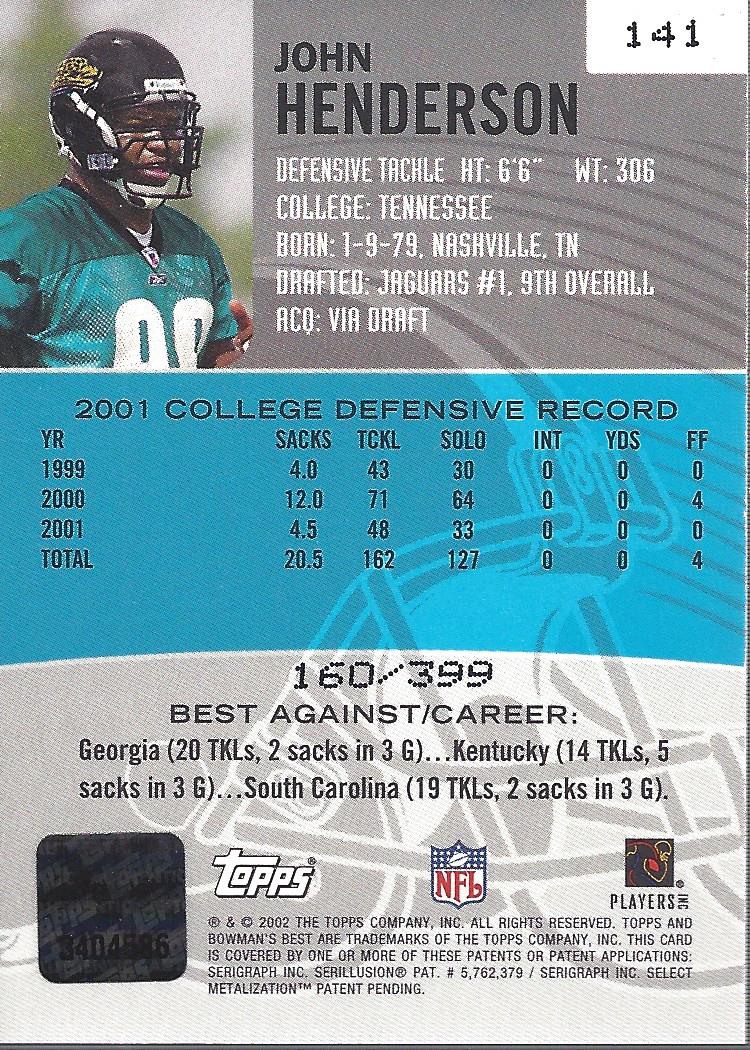 141
JOHN
HENDERSON
DEFENSIVE TACKLE HT: 6'6" WT: 306
COLLEGE: TENNESSEE
BORN: 1-9-79, NASHVILLE, TN
DRAFTED: JAGUARS #1, 9TH OVERALL
ACQ: VIA DRAFT
98
2001 COLLEGE DEFENSIVE RECORD
YR SACKS TCKL SOLO INT YDS FF
1999 4.0 43 30 0 0 0
2000 12.0 71 64 0 0 4
2001 4.5 48 33 0 0 0
TOTAL 20.5 162 127 0 0 4
160/399
BEST AGAINST/CAREER:
Georgia (20 TKLs, 2 sacks in 3 G)...Kentucky (14 TKLs, 5
sacks in 3 G)...South Carolina (19 TKLs, 2 sacks in 3 G).
Topps®
NFL
PLAYERS INC®
® & © 2002 THE TOPPS COMPANY, INC. ALL RIGHTS RESERVED. TOPPS AND
BOWMAN'S BEST ARE TRADEMARKS OF THE TOPPS COMPANY, INC. THIS CARD
IS COVERED BY ONE OR MORE OF THESE PATENTS OR PATENT APPLICATIONS:
SERIGRAPH INC. SERILLUSION® PAT. # 5,762,379 / SERIGRAPH INC. SELECT
METALIZATION™ PATENT PENDING.